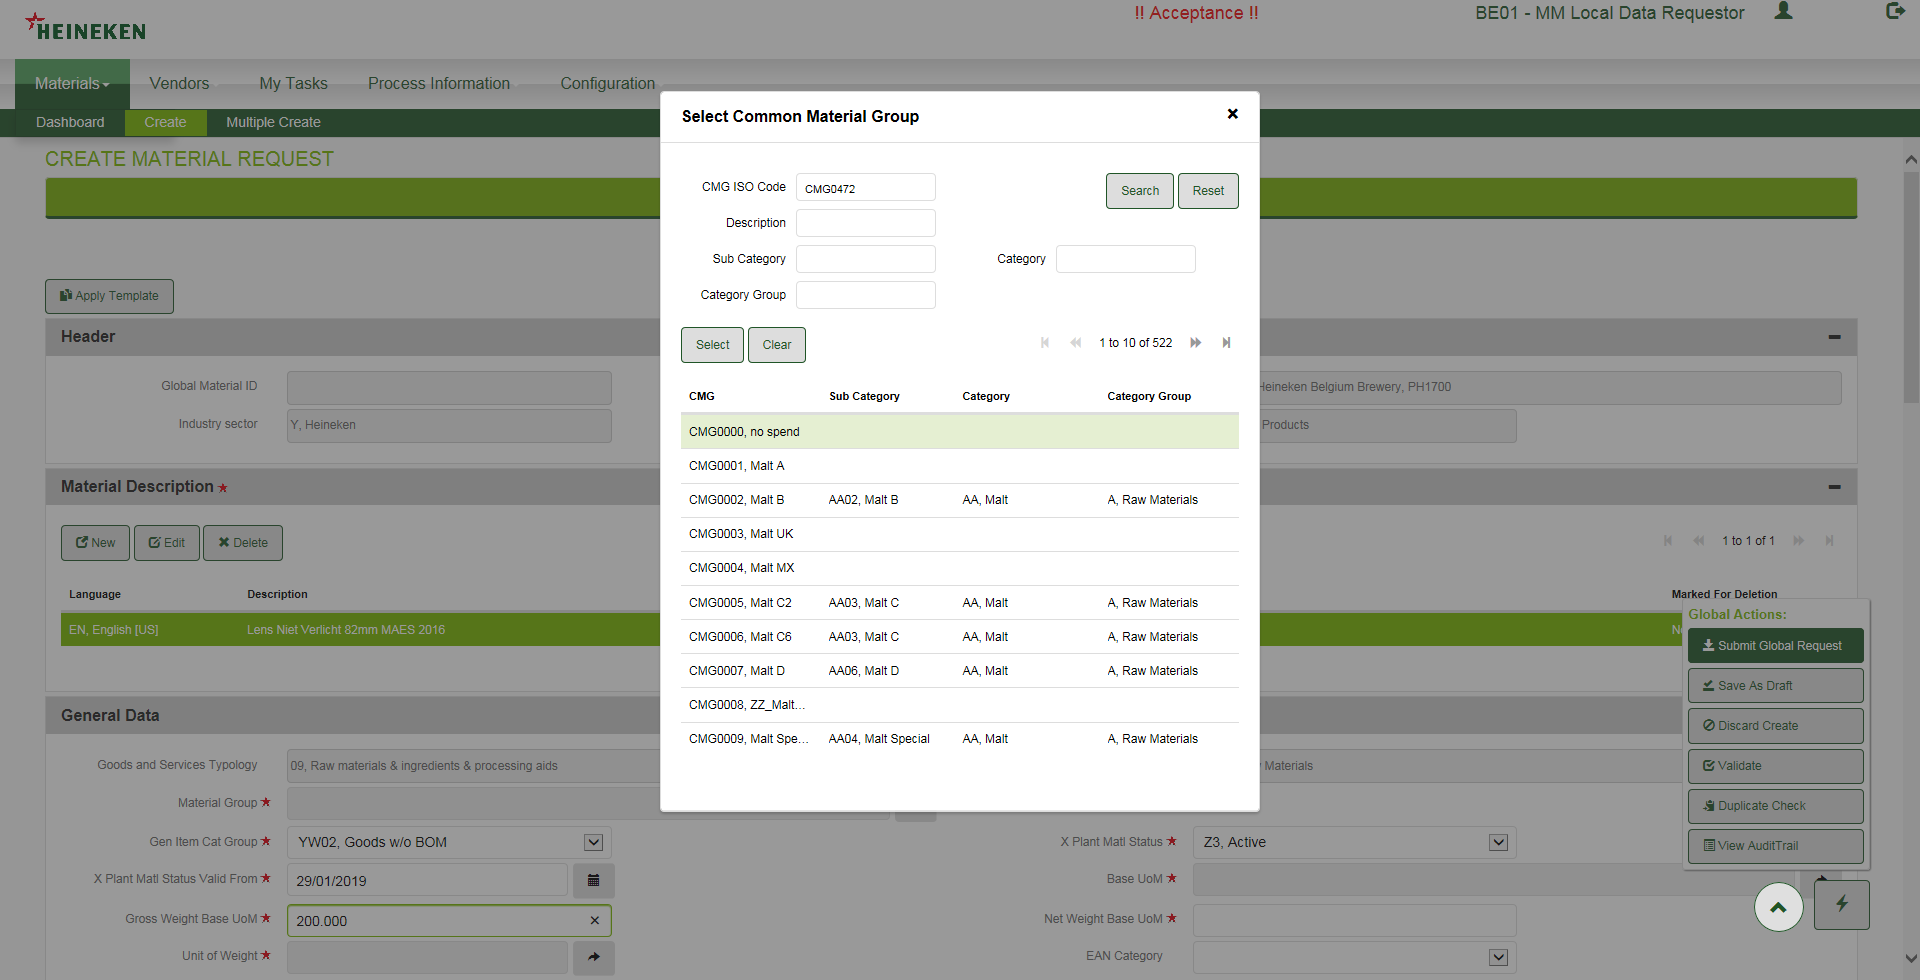 HEINEKEN
!! Acceptance !!
BE01 - MM Local Data Requestor
Materials
Vendors
My Tasks
Process Information
Configuration
Dashboard
Create
Multiple Create
CREATE MATERIAL REQUEST
Apply Template
Header
Global Material ID
Heineken Belgium Brewery, PH1700
Industry sector
Y, Heineken
Products
Material Description
New
Edit
Delete
1 to 1 of 1
Language
Description
Marked For Deletion
EN, English [US]
Lens Niet Verlicht 82mm MAES 2016
General Data
Goods and Services Typology
09, Raw materials & ingredients & processing aids
Materials
Material Group
Gen Item Cat Group
YW02, Goods w/o BOM
X Plant Matl Status
Z3, Active
X Plant Matl Status Valid From
29/01/2019
Base UoM
Gross Weight Base UoM
200.000
Net Weight Base UoM
Unit of Weight
EAN Category
Select Common Material Group
CMG ISO Code
CMG0472
Search
Reset
Description
Sub Category
Category
Category Group
Select
Clear
1 to 10 of 522
CMG Sub Category Category Category Group
CMG0000, no spend
CMG0001, Malt A
CMG0002, Malt B AA02, Malt B AA, Malt A, Raw Materials
CMG0003, Malt UK
CMG0004, Malt MX
CMG0005, Malt C2 AA03, Malt C AA, Malt A, Raw Materials
CMG0006, Malt C6 AA03, Malt C AA, Malt A, Raw Materials
CMG0007, Malt D AA06, Malt D AA, Malt A, Raw Materials
CMG0008, ZZ_Malt...
CMG0009, Malt Spe... AA04, Malt Special AA, Malt A, Raw Materials
Global Actions:
Submit Global Request
Save As Draft
Discard Create
Validate
Duplicate Check
View AuditTrail